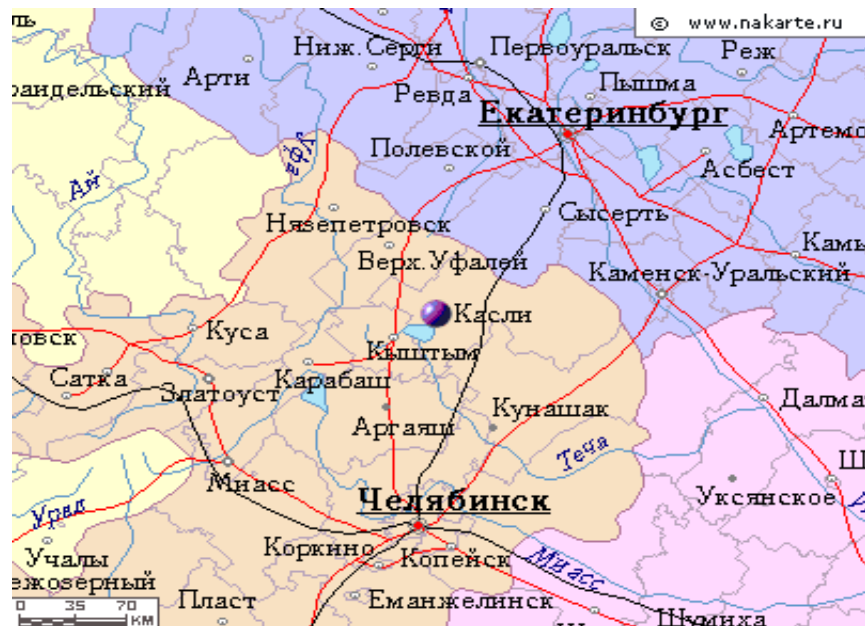 © www.nakarte.ru
Ниж.Серги
Первоуральск
Реж
Арти
Ревда
Пышма
Екатеринбург
Артемо
Полевской
Асбест
Уфа
Ай
Нязепетровск
Сысерть
Верх.Уфалей
Камы
Каменск-Уральский
Касли
Куса
Кыштым
Сатка
Златоуст
Карабаш
Аргаяш
Кунашак
Далма
Теча
Миасс
Челябинск
Уксянское
Урал
Учалы
Коркино
Копейск
Миасс
Пласт
Еманжелинск
Шумиха
0 35 70
КМ